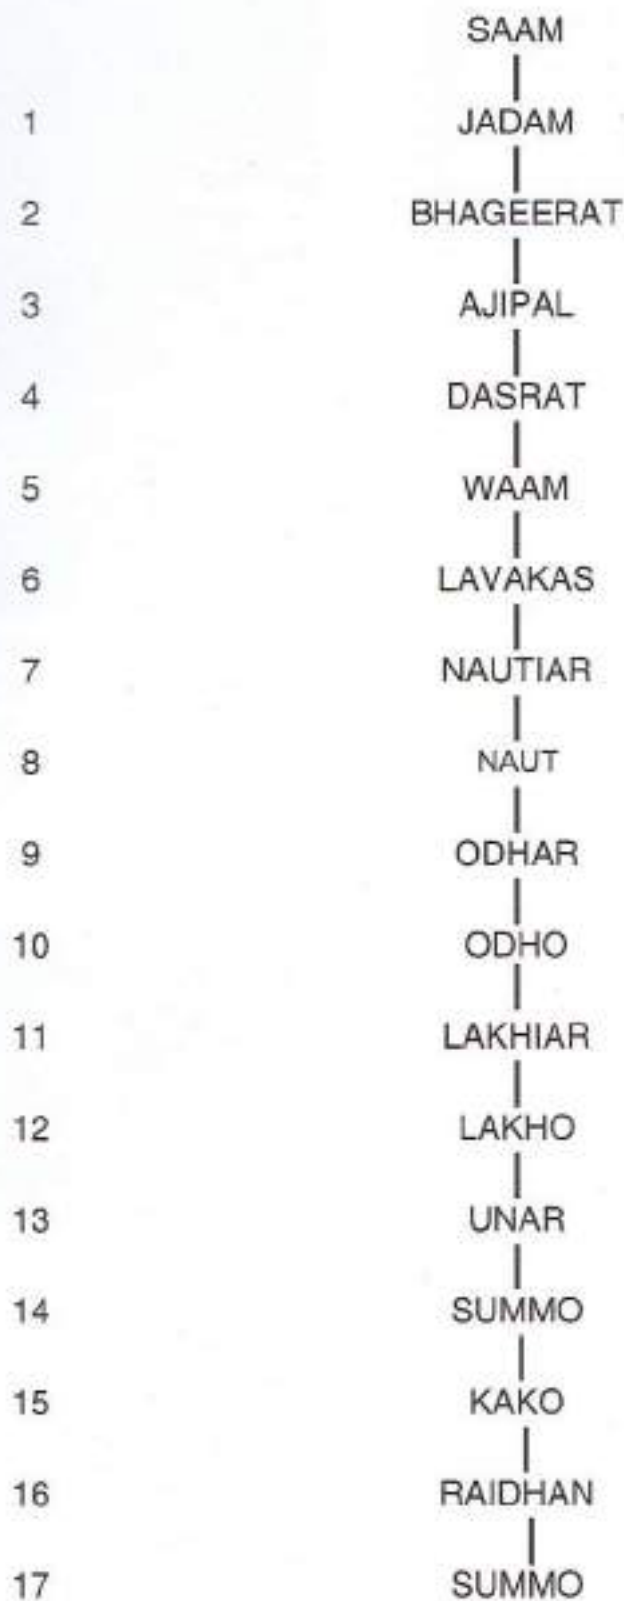 SAAM
1 JADAM
2 BHAGEERAT
3 AJIPAL
4 DASRAT
5 WAAM
6 LAVAKAS
7 NAUTIAR
8 NAUT
9 ODHAR
10 ODHO
11 LAKHIAR
12 LAKHO
13 UNAR
14 SUMMO
15 KAKO
16 RAIDHAN
17 SUMMO